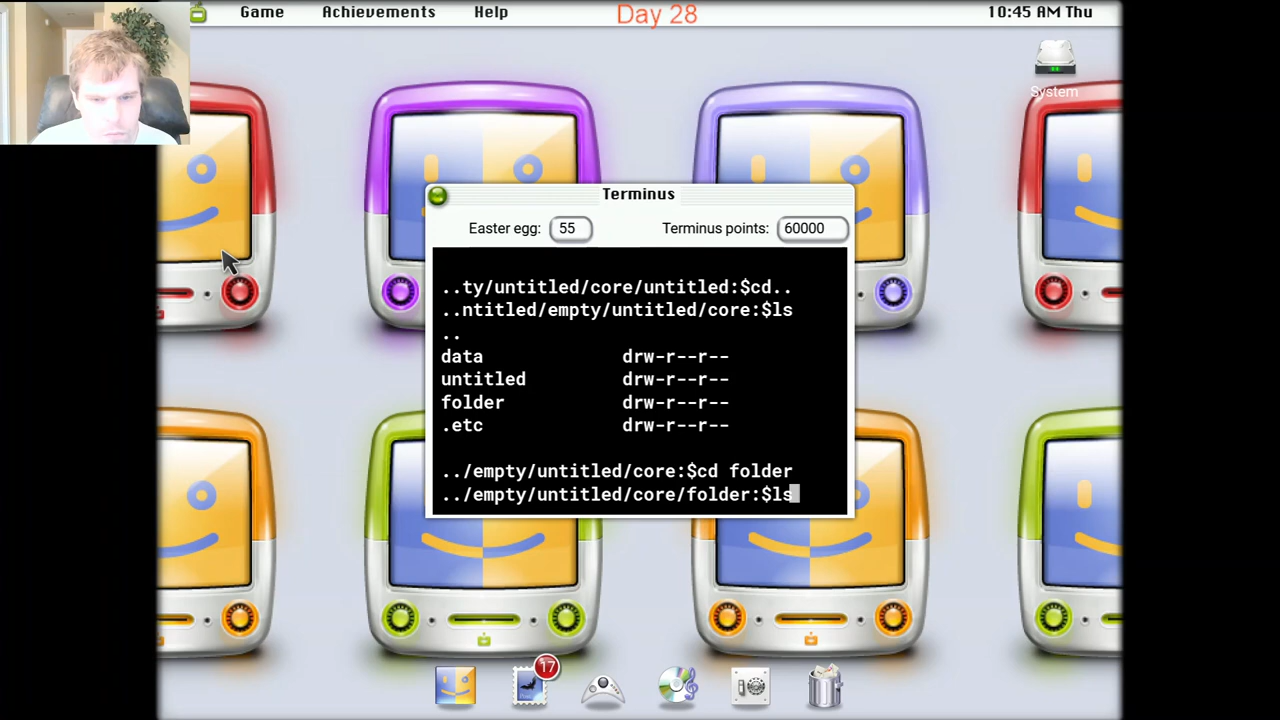 Game Achievements Help Day 28 10:45 AM Thu
System
Terminus
Easter egg: 55 Terminus points: 60000
..ty/untitled/core/untitled:$cd..
..ntitled/empty/untitled/core:$ls
..
data drw-r--r--
untitled drw-r--r--
folder drw-r--r--
.etc drw-r--r--
../empty/untitled/core:$cd folder
../empty/untitled/core/folder:$ls
17